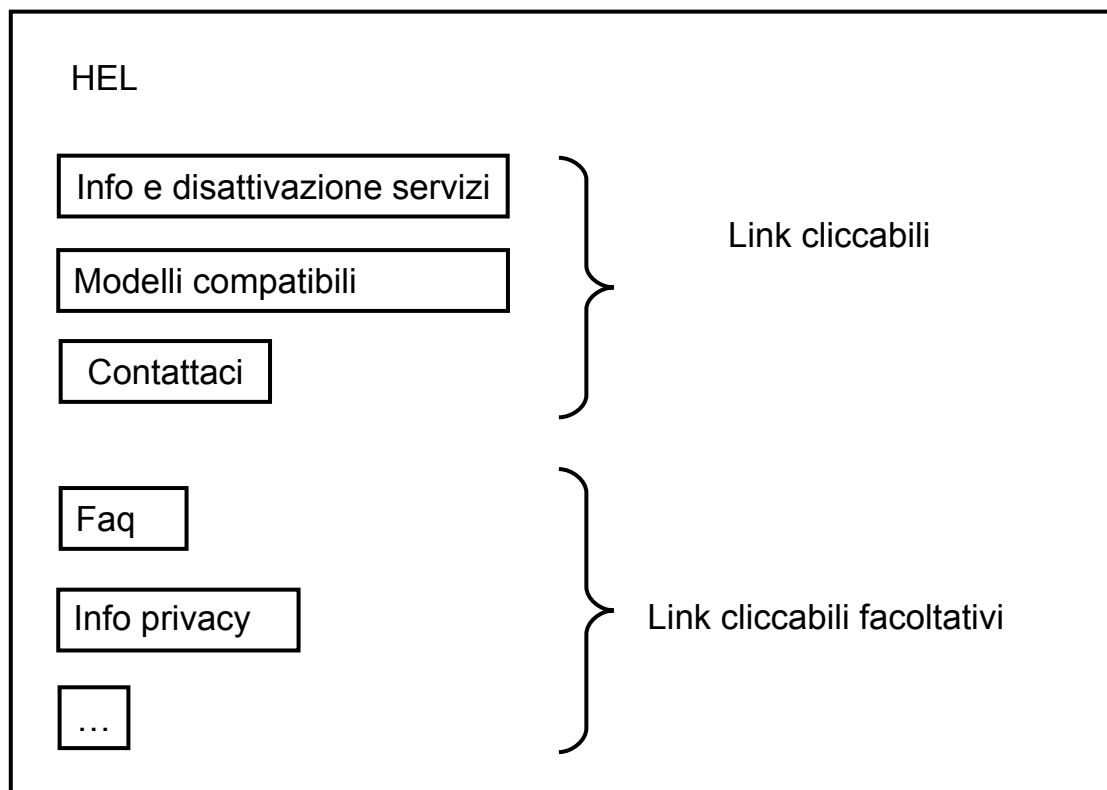 HEL
Info e disattivazione servizi
Link cliccabili
Modelli compatibili
Contattaci
Faq
Info privacy
Link cliccabili facoltativi
…